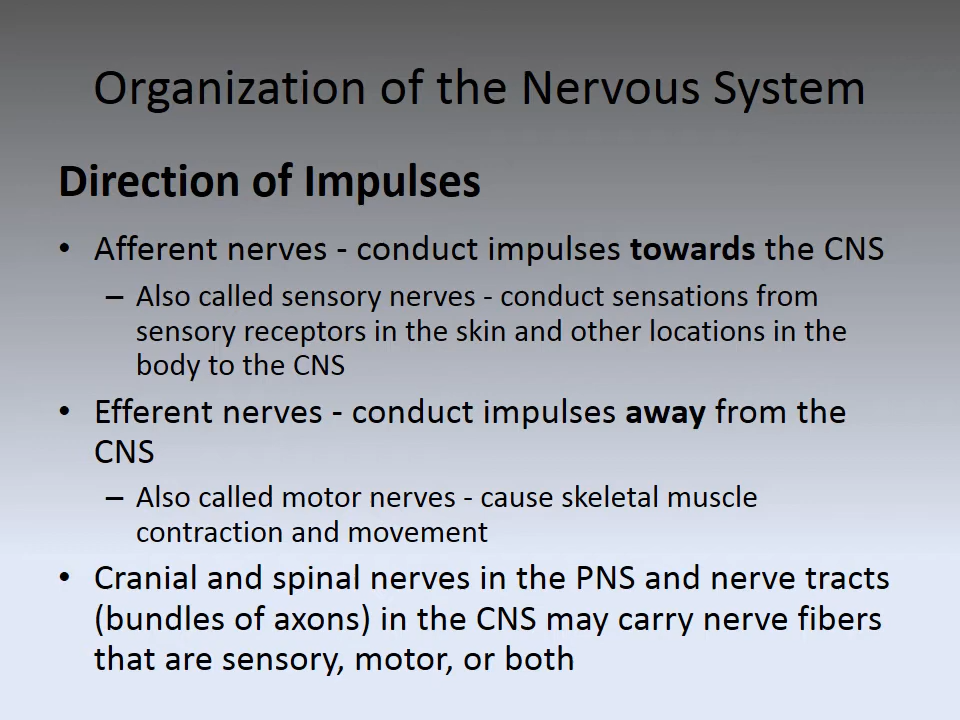 Organization of the Nervous System
Direction of Impulses
• Afferent nerves - conduct impulses towards the CNS
– Also called sensory nerves - conduct sensations from
sensory receptors in the skin and other locations in the
body to the CNS
• Efferent nerves - conduct impulses away from the
CNS
– Also called motor nerves - cause skeletal muscle
contraction and movement
• Cranial and spinal nerves in the PNS and nerve tracts
(bundles of axons) in the CNS may carry nerve fibers
that are sensory, motor, or both